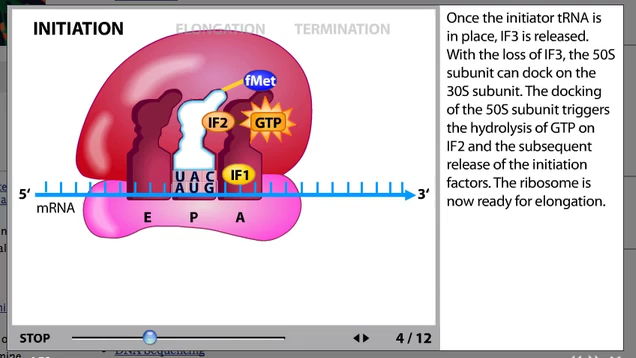 INITIATION
ELONGATION
TERMINATION
fMet
IF2
GTP
IF1
UAC
AUG
5'
3'
mRNA
E
P
A
Once the initiator tRNA is
in place, IF3 is released.
With the loss of IF3, the 50S
subunit can dock on the
30S subunit. The docking
of the 50S subunit triggers
the hydrolysis of GTP on
IF2 and the subsequent
release of the initiation
factors. The ribosome is
now ready for elongation.
STOP
4 / 12
DNA Sequencing